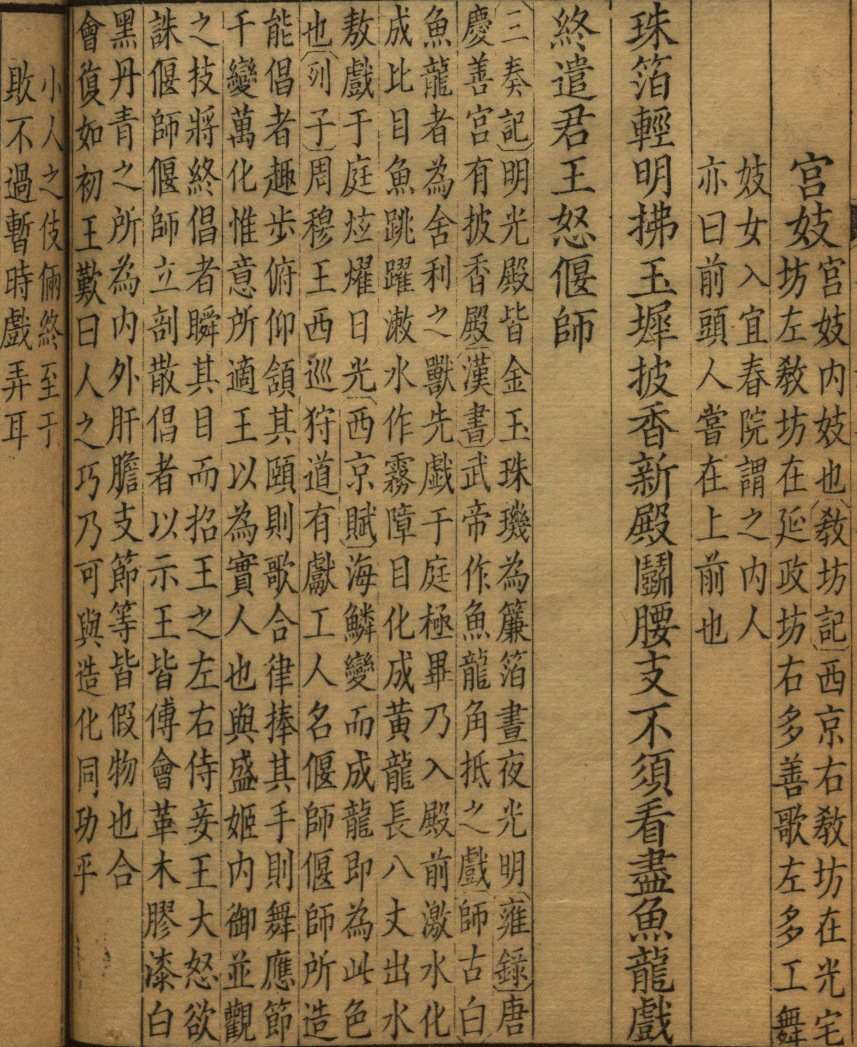 宮妓
宮妓内妓也教坊記西京右教坊在光宅
坊左教坊在延政坊右多善歌左多工舞
妓女入宜春院謂之内人
亦曰前頭人嘗在上前也
珠箔輕明拂玉墀披香新殿鬭腰支不須看盡魚龍戲
終遣君王怒偃師
三秦記明光殿皆金玉珠璣為簾箔晝夜光明雍録唐
慶善宮有披香殿漢書武帝作魚龍角抵之戲師古曰
魚龍者為舍利之獸先戲于庭極畢乃入殿前激水化
成比目魚跳躍漱水作霧障目化成黄龍長八丈出水
敖戲于庭炫燿日光西京賦海鱗變而成龍即為此色
也列子周穆王西巡狩道有獻工人名偃師偃師所造
能倡者趣步俯仰頷其頤則歌合律捧其手則舞應節
千變萬化惟意所適王以為實人也與盛姬内御並觀
之技將終倡者瞬其目而招王之左右侍妾王大怒欲
誅偃師偃師立剖散倡者以示王皆傅會革木膠漆白
黑丹青之所為内外肝膽支節等皆假物也合
會復如初王歎曰人之巧乃可與造化同功乎
小人之伎倆終至于
敗不過暫時戲弄耳